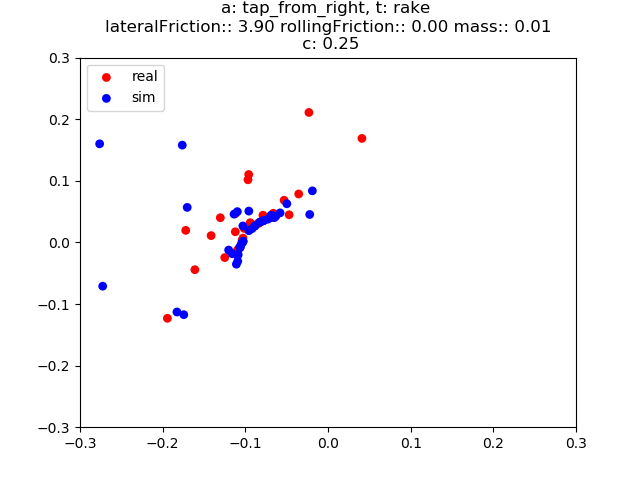 a: tap_from_right, t: rake
lateralFriction:: 3.90 rollingFriction:: 0.00 mass:: 0.01
c: 0.25
real
sim
0.3
0.2
0.1
0.0
−0.1
−0.2
−0.3
−0.3 −0.2 −0.1 0.0 0.1 0.2 0.3